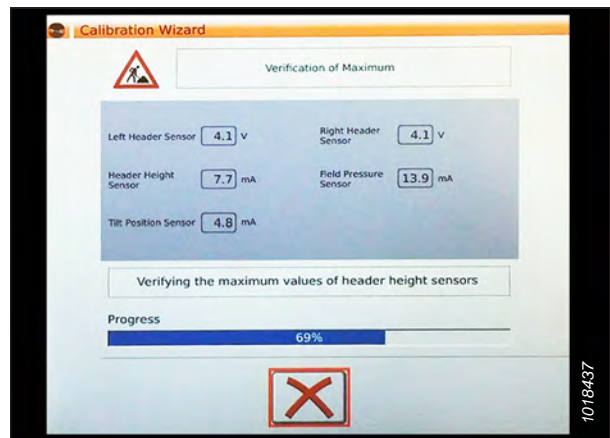 Calibration Wizard
Verification of Maximum
Left Header Sensor 4.1 V
Right Header
Sensor 4.1 V
Header Height
Sensor 7.7 mA
Field Pressure
Sensor 13.9 mA
Tilt Position Sensor 4.8 mA
Verifying the maximum values of header height sensors
Progress
69%
1018437